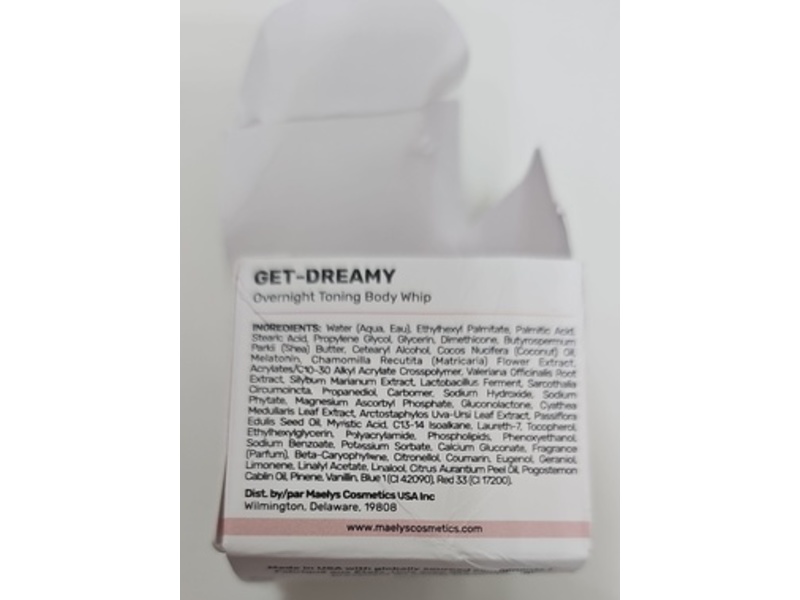 GET-DREAMY
Overnight Toning Body Whip
INGREDIENTS: Water (Aqua, Eau), Ethylhexyl Palmitate, Palmitic Acid,
Stearic Acid, Propylene Glycol, Glycerin, Dimethicone, Butyrospermum
Parkii (Shea) Butter, Cetearyl Alcohol, Cocos Nucifera (Coconut) Oil,
Melatonin, Chamomilla Recutita (Matricaria) Flower Extract,
Acrylates/C10-30 Alkyl Acrylate Crosspolymer, Valeriana Officinalis Root
Extract, Silybum Marianum Extract, Lactobacillus Ferment, Sarcothalia
Circumcincta, Propanediol, Carbomer, Sodium Hydroxide, Sodium
Phytate, Magnesium Ascorbyl Phosphate, Gluconolactone, Cyathea
Medullaris Leaf Extract, Arctostaphylos Uva-Ursi Leaf Extract, Passiflora
Edulis Seed Oil, Myristic Acid, C13-14 Isoalkane, Laureth-7, Tocopherol,
Ethylhexylglycerin, Polyacrylamide, Phospholipids, Phenoxyethanol,
Sodium Benzoate, Potassium Sorbate, Calcium Gluconate, Fragrance
(Parfum), Beta-Caryophyllene, Citronellol, Coumarin, Eugenol, Geraniol,
Limonene, Linalyl Acetate, Linalool, Citrus Aurantium Peel Oil, Pogostemon
Cablin Oil, Pinene, Vanillin, Blue 1 (CI 42090), Red 33 (CI 17200).
Dist. by/par Maelys Cosmetics USA Inc
Wilmington, Delaware, 19808
www.maelyscosmetics.com
Made in USA with globally sourced